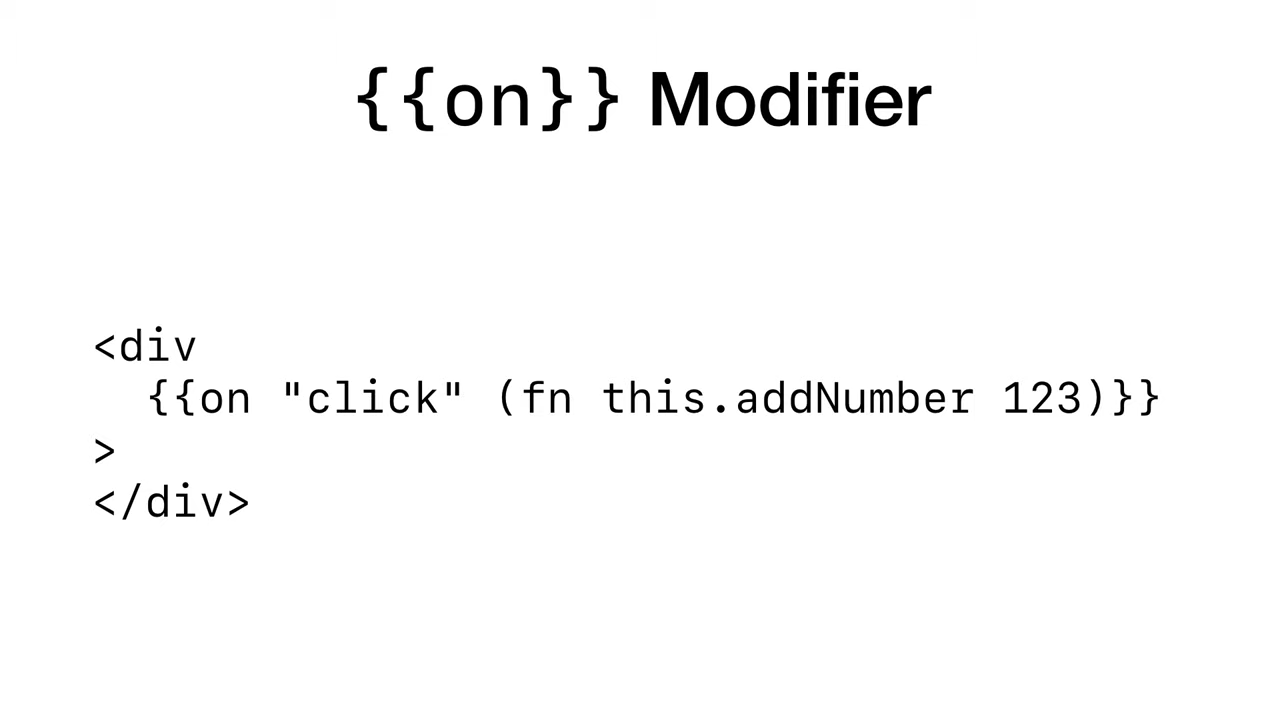 {{on}} Modifier
<div
  {{on "click" (fn this.addNumber 123)}}
>
</div>